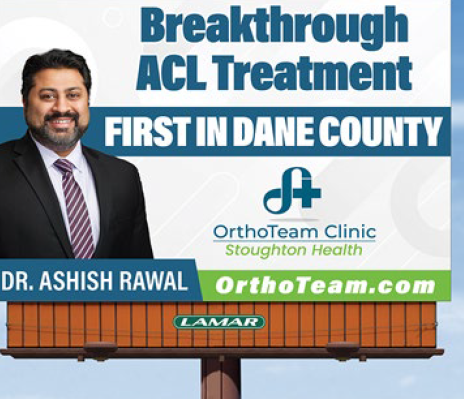 Breakthrough
ACL Treatment
FIRST IN DANE COUNTY
OrthoTeam Clinic
Stoughton Health
DR. ASHISH RAWAL
OrthoTeam.com
LAMAR